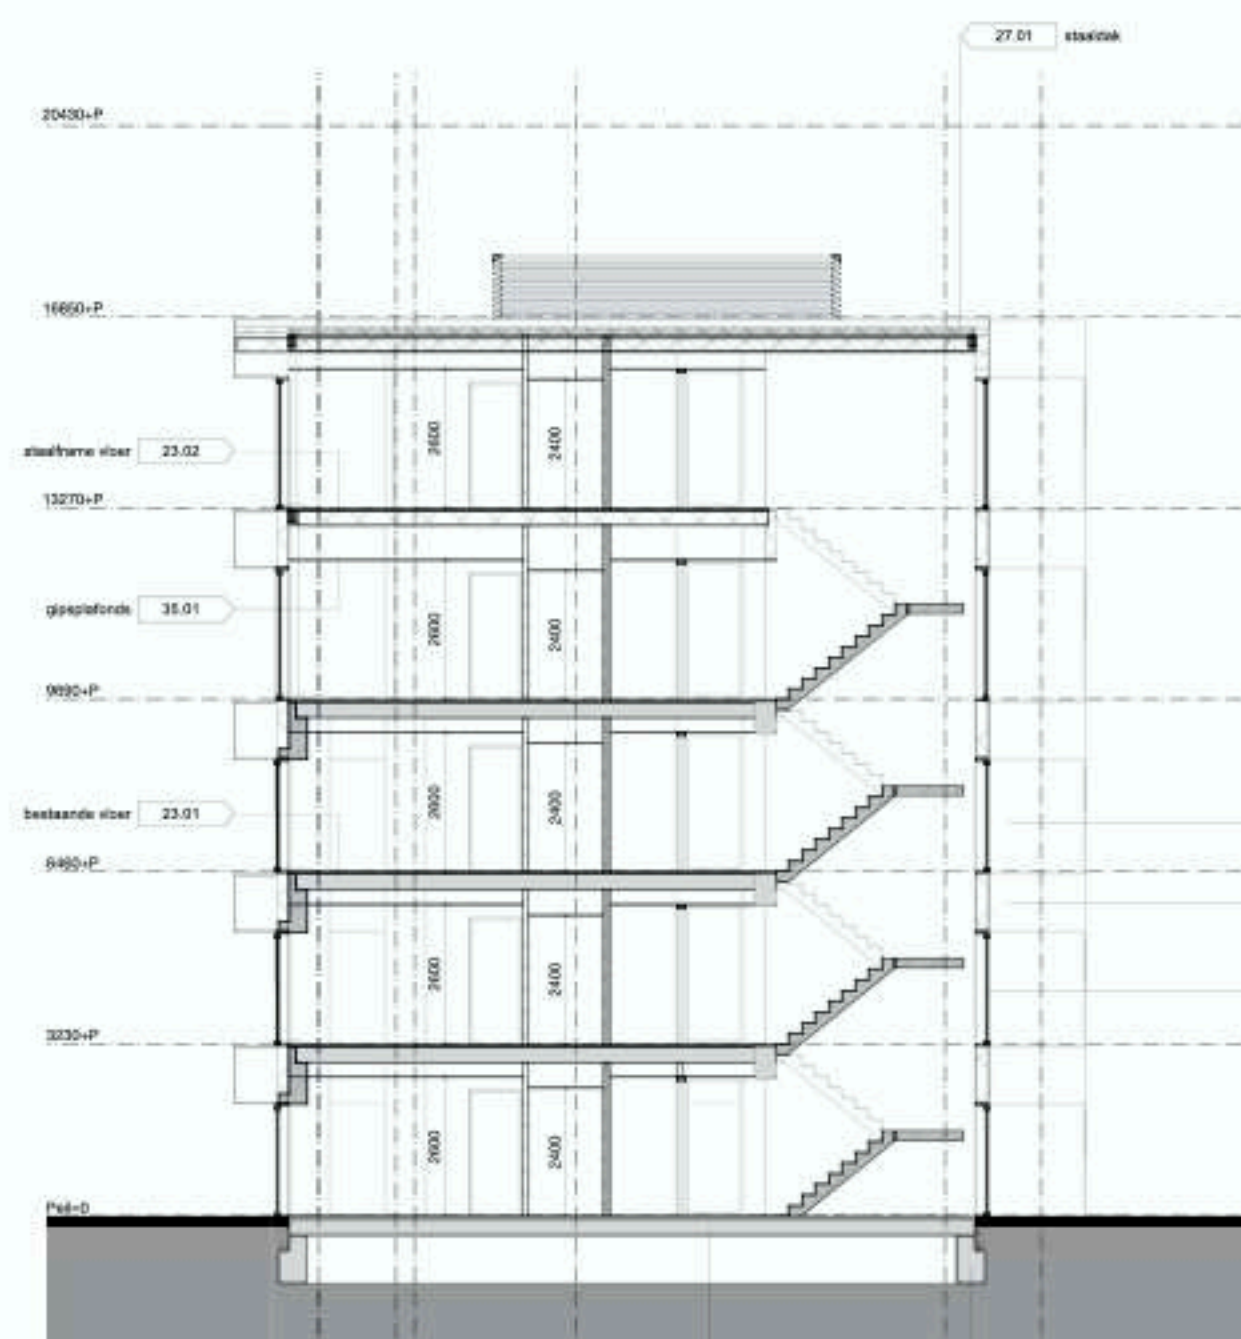 27.01 staaldak
20430+P
16850+P
2600
2400
staalframe vloer 23.02
13270+P
gipsplafonds 35.01
2600
2400
9690+P
2600
2400
bestaande vloer 23.01
6460+P
2600
2400
3230+P
2600
2400
Peil=0